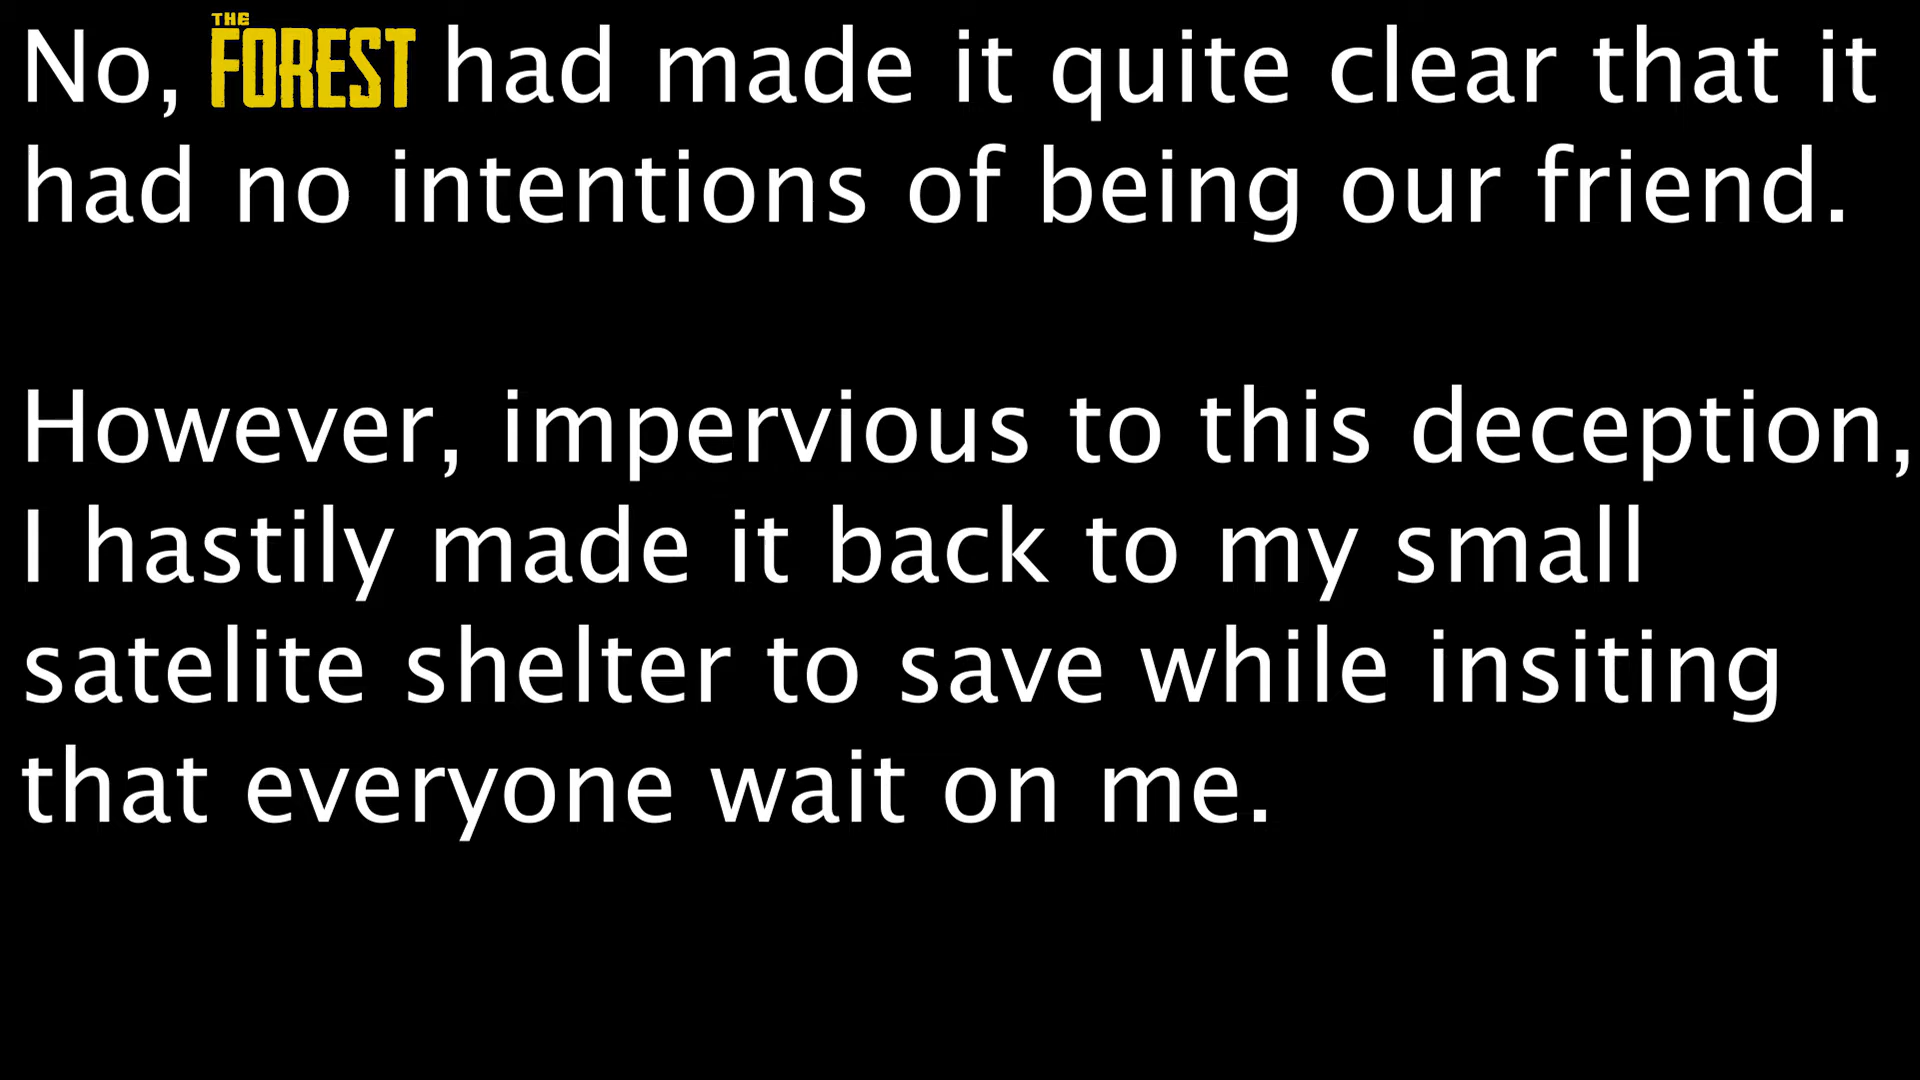 No, THE FOREST had made it quite clear that it
had no intentions of being our friend.
However, impervious to this deception,
I hastily made it back to my small
satelite shelter to save while insiting
that everyone wait on me.